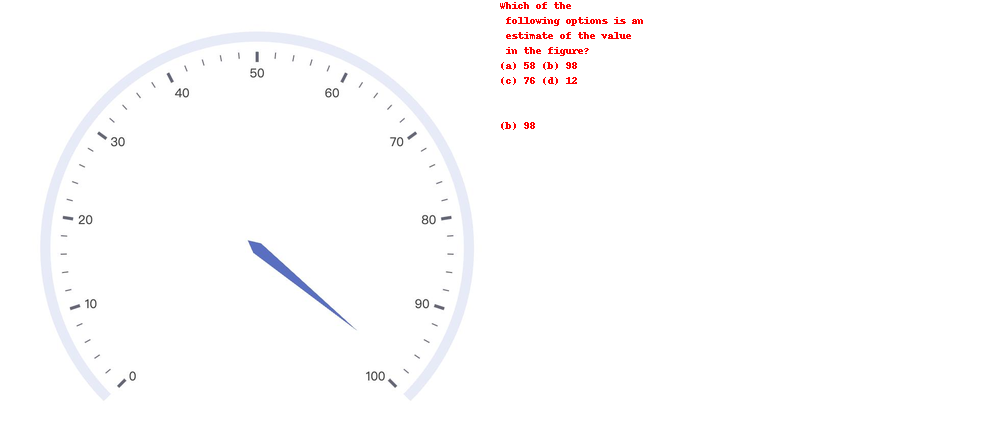 50
40
60
30
70
20
80
10
90
0
100
Which of the
following options is an
estimate of the value
in the figure?
(a) 58 (b) 98
(c) 76 (d) 12
(b) 98